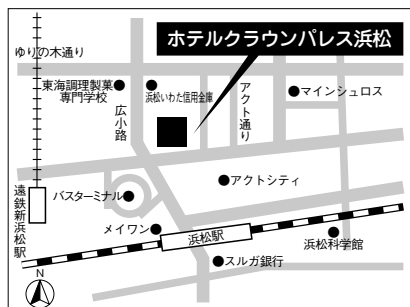 ホテルクラウンパレス浜松
ゆりの木通り
東海調理製菓
専門学校
浜松いわた信用金庫
広小路
アクト通り
マインシュロス
アクトシティ
バスターミナル
遠鉄新浜松駅
メイワン
浜松駅
浜松科学館
スルガ銀行
N